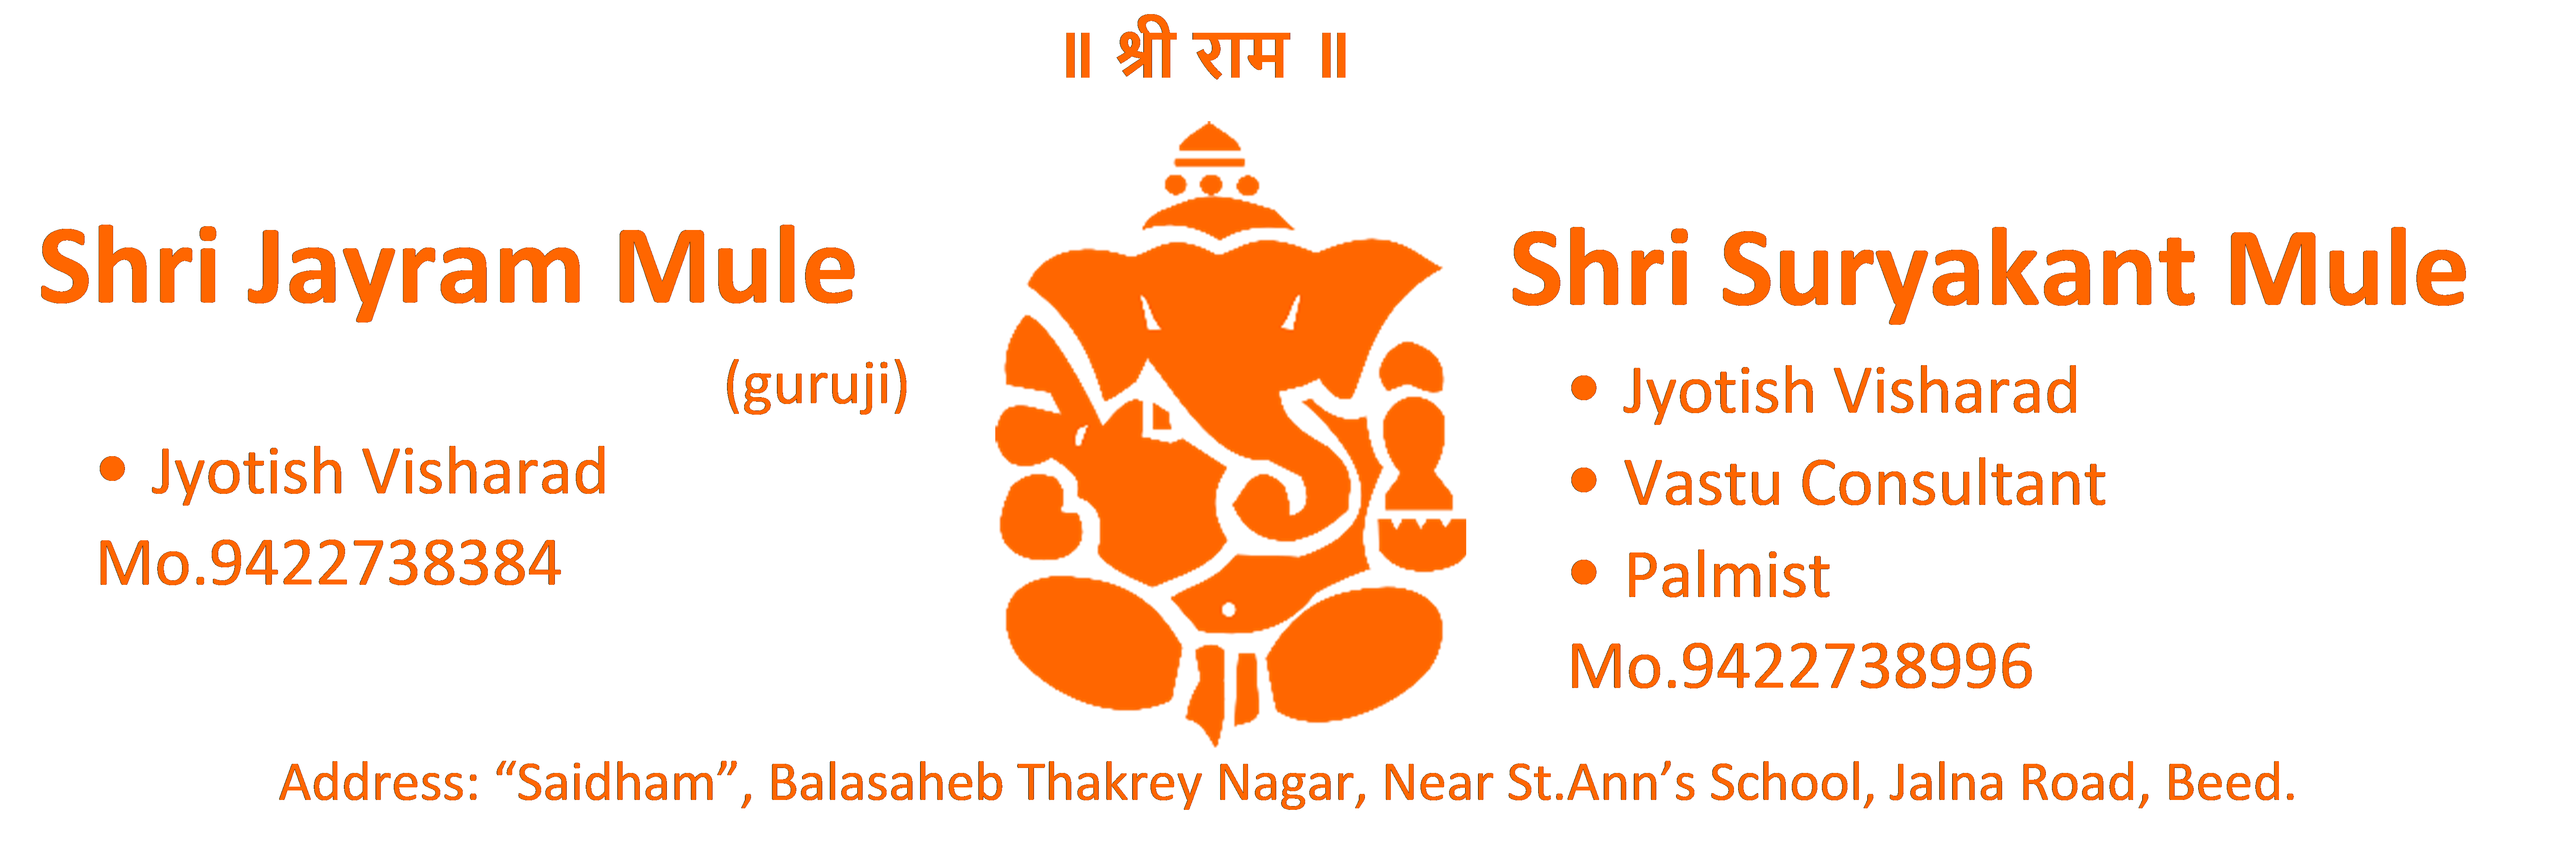 ॥ श्री राम ॥
Shri Jayram Mule
(guruji)
• Jyotish Visharad
Mo.9422738384
Shri Suryakant Mule
• Jyotish Visharad
• Vastu Consultant
• Palmist
Mo.9422738996
Address: “Saidham”, Balasaheb Thakrey Nagar, Near St.Ann’s School, Jalna Road, Beed.